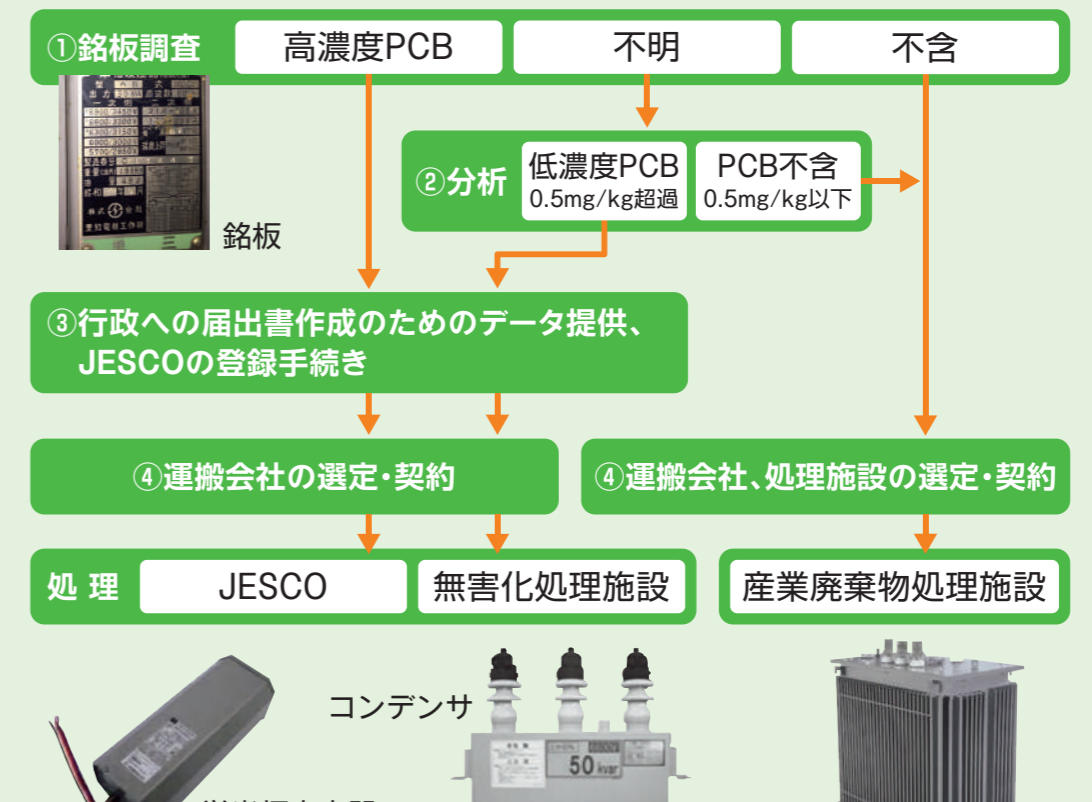 ①銘板調査
高濃度PCB
不明
不含
銘板
②分析
低濃度PCB
0.5mg/kg超過
PCB不含
0.5mg/kg以下
③行政への届出書作成のためのデータ提供、
JESCOの登録手続き
④運搬会社の選定・契約
④運搬会社、処理施設の選定・契約
処 理
JESCO
無害化処理施設
産業廃棄物処理施設
コンデンサ
50 kvar